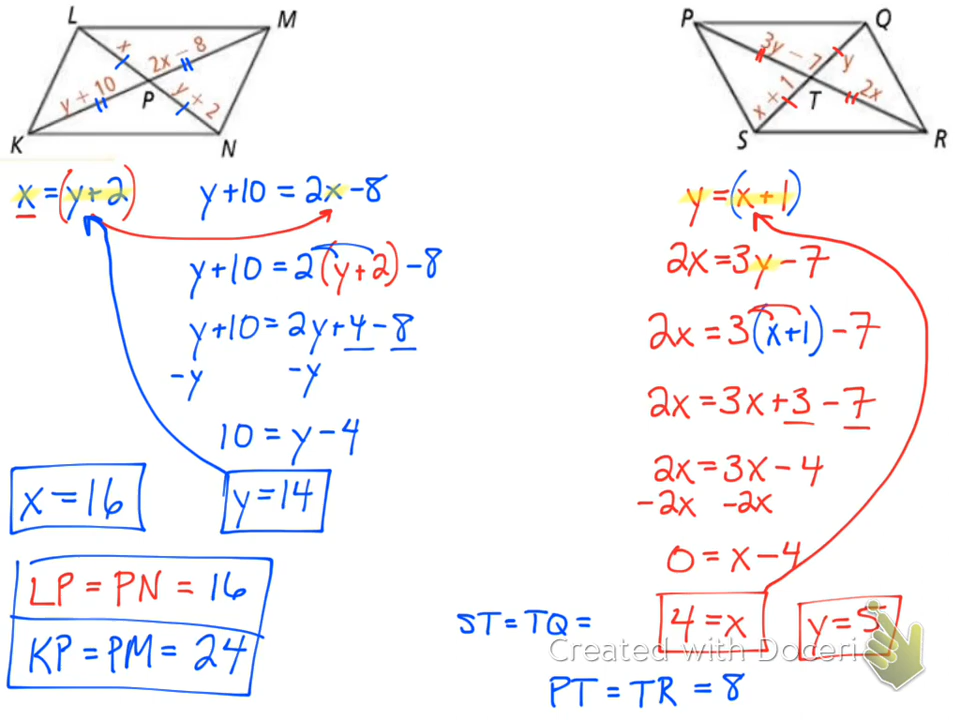 L
M
x
2x - 8
y + 10
P
y + 2
K
N
x = (y+2)
y+10 = 2x-8
y+10 = 2(y+2)-8
y+10 = 2y+4-8
-y -y
10 = y-4
x = 16
y = 14
LP = PN = 16
KP = PM = 24
P
Q
3y - 7
y
x + 1
T
2x
S
R
y = (x+1)
2x = 3y-7
2x = 3(x+1)-7
2x = 3x+3-7
2x = 3x-4
-2x -2x
0 = x-4
4 = x
y = 5
ST = TQ =
Created with Doceri
PT = TR = 8